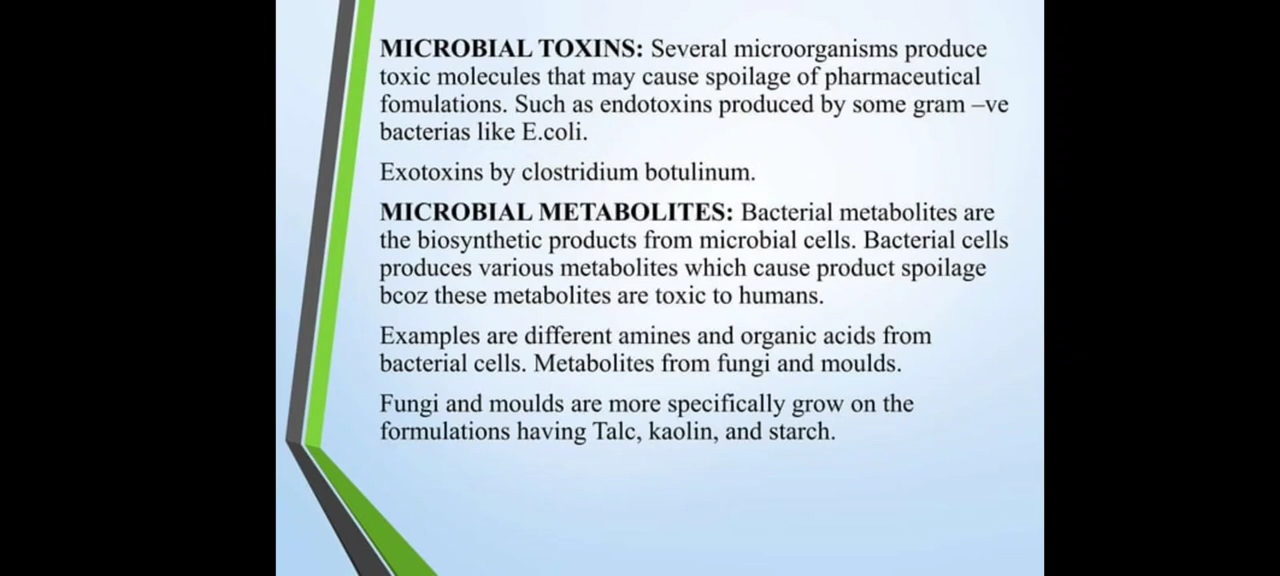 MICROBIAL TOXINS: Several microorganisms produce
toxic molecules that may cause spoilage of pharmaceutical
fomulations. Such as endotoxins produced by some gram –ve
bacterias like E.coli.
Exotoxins by clostridium botulinum.
MICROBIAL METABOLITES: Bacterial metabolites are
the biosynthetic products from microbial cells. Bacterial cells
produces various metabolites which cause product spoilage
bcoz these metabolites are toxic to humans.
Examples are different amines and organic acids from
bacterial cells. Metabolites from fungi and moulds.
Fungi and moulds are more specifically grow on the
formulations having Talc, kaolin, and starch.